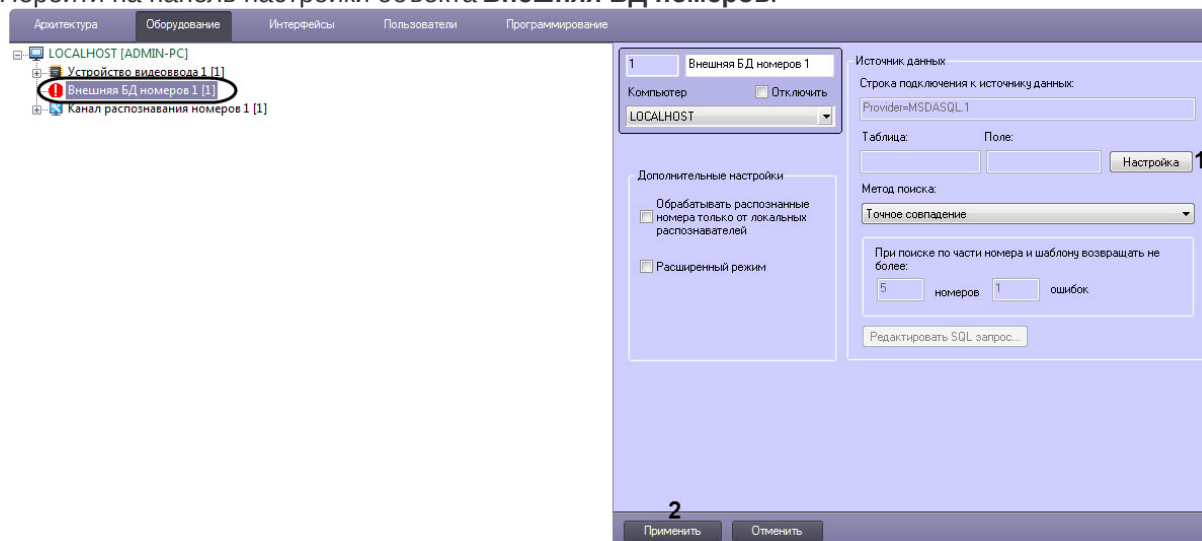 Перейти на панель настройки объекта Внешняя БД номеров.
Архитектура Оборудование Интерфейсы Пользователи Программирование
LOCALHOST [ADMIN-PC]
Устройство видеоввода 1 [1]
Внешняя БД номеров 1 [1]
Канал распознавания номеров 1 [1]
1 Внешняя БД номеров 1
Компьютер Отключить
LOCALHOST
Дополнительные настройки
Обрабатывать распознанные
номера только от локальных
распознавателей
Расширенный режим
Источник данных
Строка подключения к источнику данных:
Provider=MSDASQL.1
Таблица: Поле:
Настройка 1
Метод поиска:
Точное совпадение
При поиске по части номера и шаблону возвращать не
более:
5 номеров 1 ошибок
Редактировать SQL запрос...
2
Применить Отменить